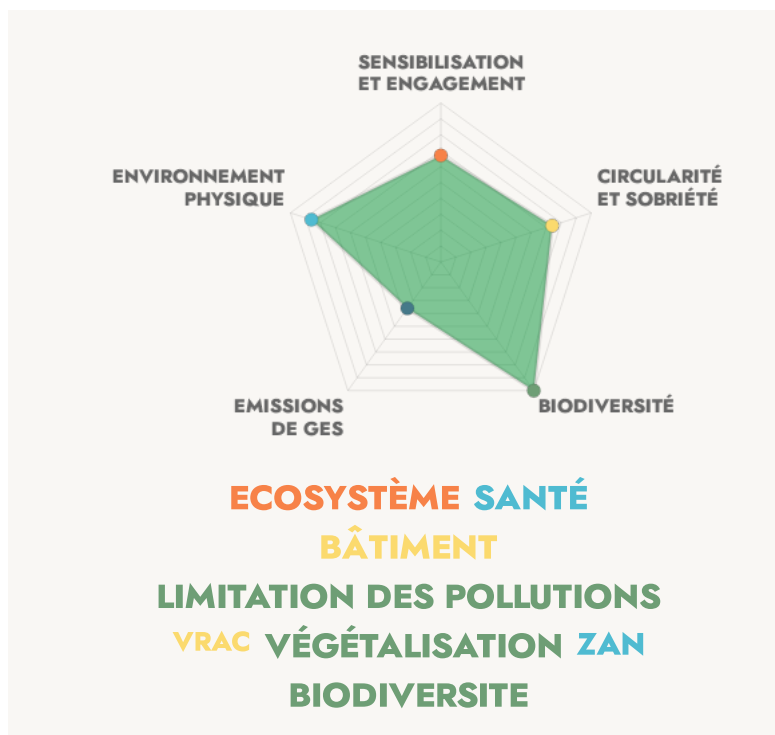 SENSIBILISATION
ET ENGAGEMENT
ENVIRONNEMENT
PHYSIQUE
CIRCULARITÉ
ET SOBRIÉTÉ
EMISSIONS
DE GES
BIODIVERSITÉ
ECOSYSTÈME SANTÉ
BÂTIMENT
LIMITATION DES POLLUTIONS
VRAC VÉGÉTALISATION ZAN
BIODIVERSITE